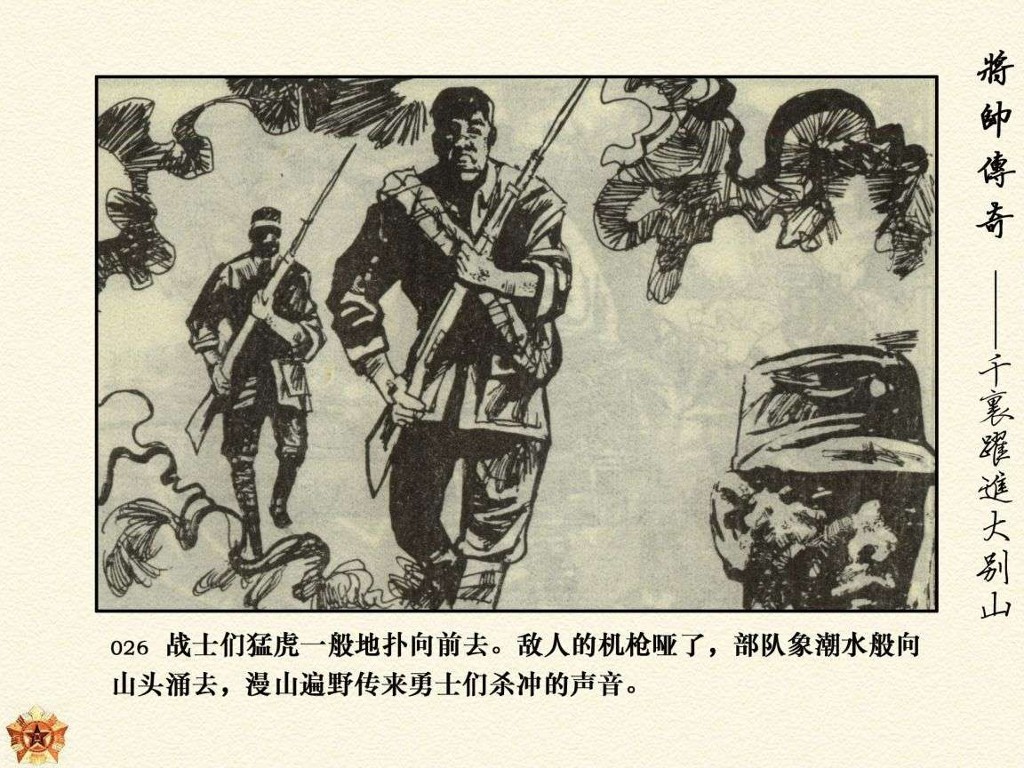 將帥傳奇——千裏躍進大别山
026 战士们猛虎一般地扑向前去。敌人的机枪哑了，部队象潮水般向
山头涌去，漫山遍野传来勇士们杀冲的声音。